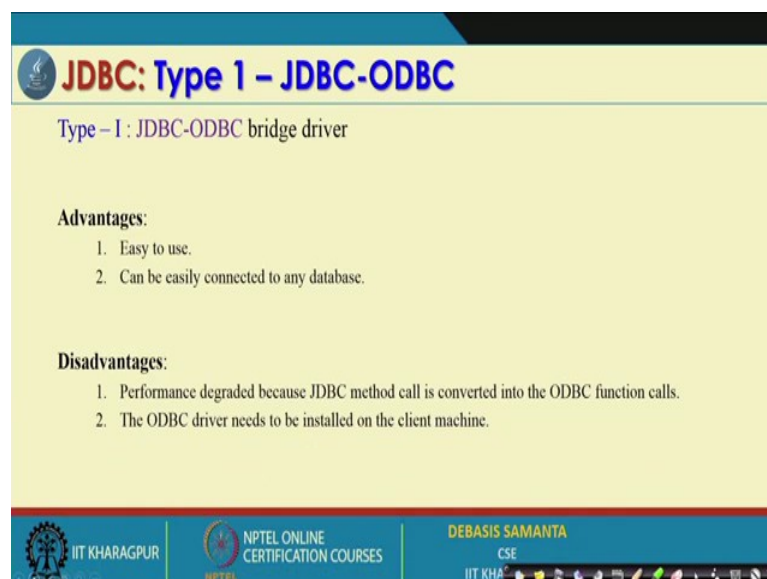 JDBC: Type 1 – JDBC-ODBC
Type – I : JDBC-ODBC bridge driver
Advantages:
1. Easy to use.
2. Can be easily connected to any database.
Disadvantages:
1. Performance degraded because JDBC method call is converted into the ODBC function calls.
2. The ODBC driver needs to be installed on the client machine.
IIT KHARAGPUR
NPTEL ONLINE
CERTIFICATION COURSES
NPTEL
DEBASIS SAMANTA
CSE
IIT